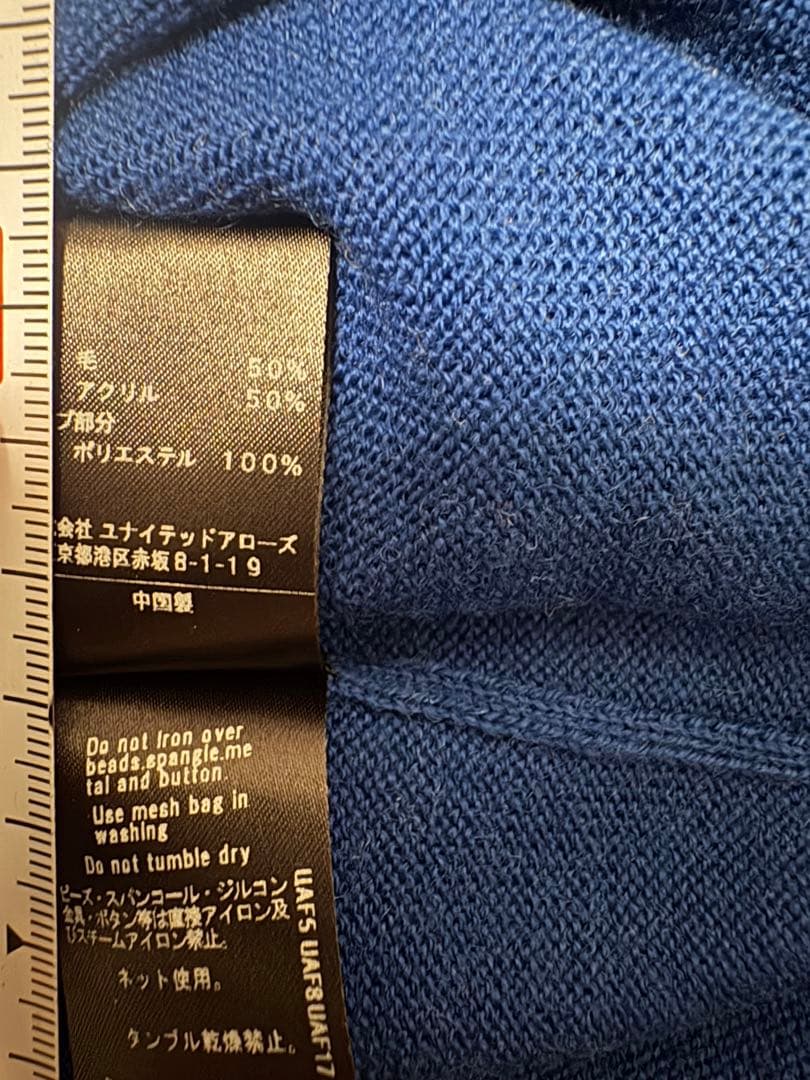 毛 50%
アクリル 50%
プ部分
ポリエステル 100%
会社 ユナイテッドアローズ
京都港区赤坂8-1-19
中国製
Do not Iron over
beads.spangle.me
tal and button.
Use mesh bag in
washing
Do not tumble dry
ビーズ・スパンコール・ジルコン
金具・ボタン等は直接アイロン及
びスチームアイロン禁止。
ネット使用。
タンブル乾燥禁止。
UAF5 UAF8 UAF17